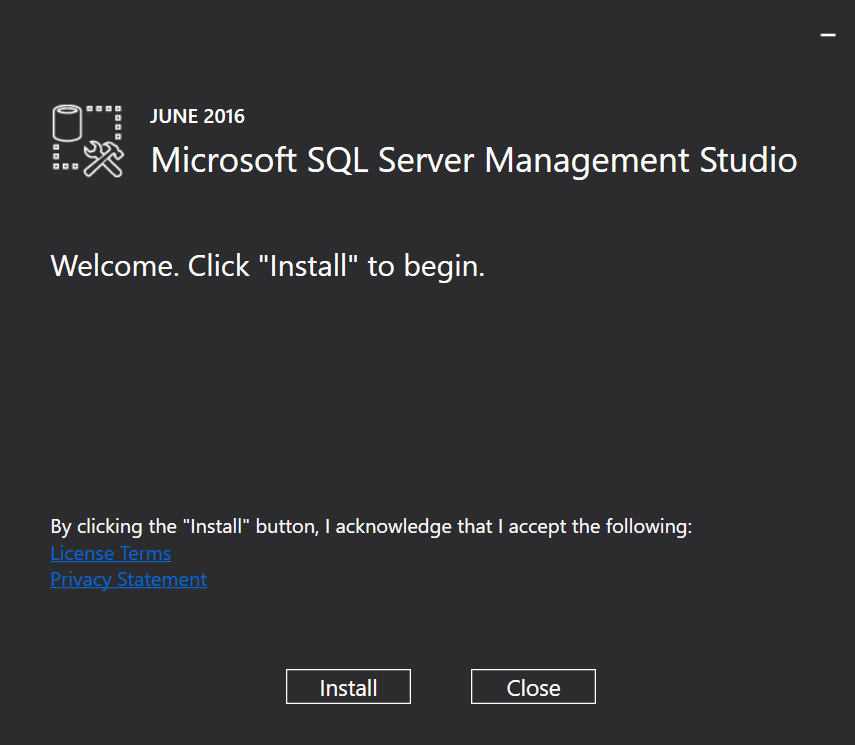 JUNE 2016
Microsoft SQL Server Management Studio
Welcome. Click "Install" to begin.
By clicking the "Install" button, I acknowledge that I accept the following:
License Terms
Privacy Statement
Install
Close